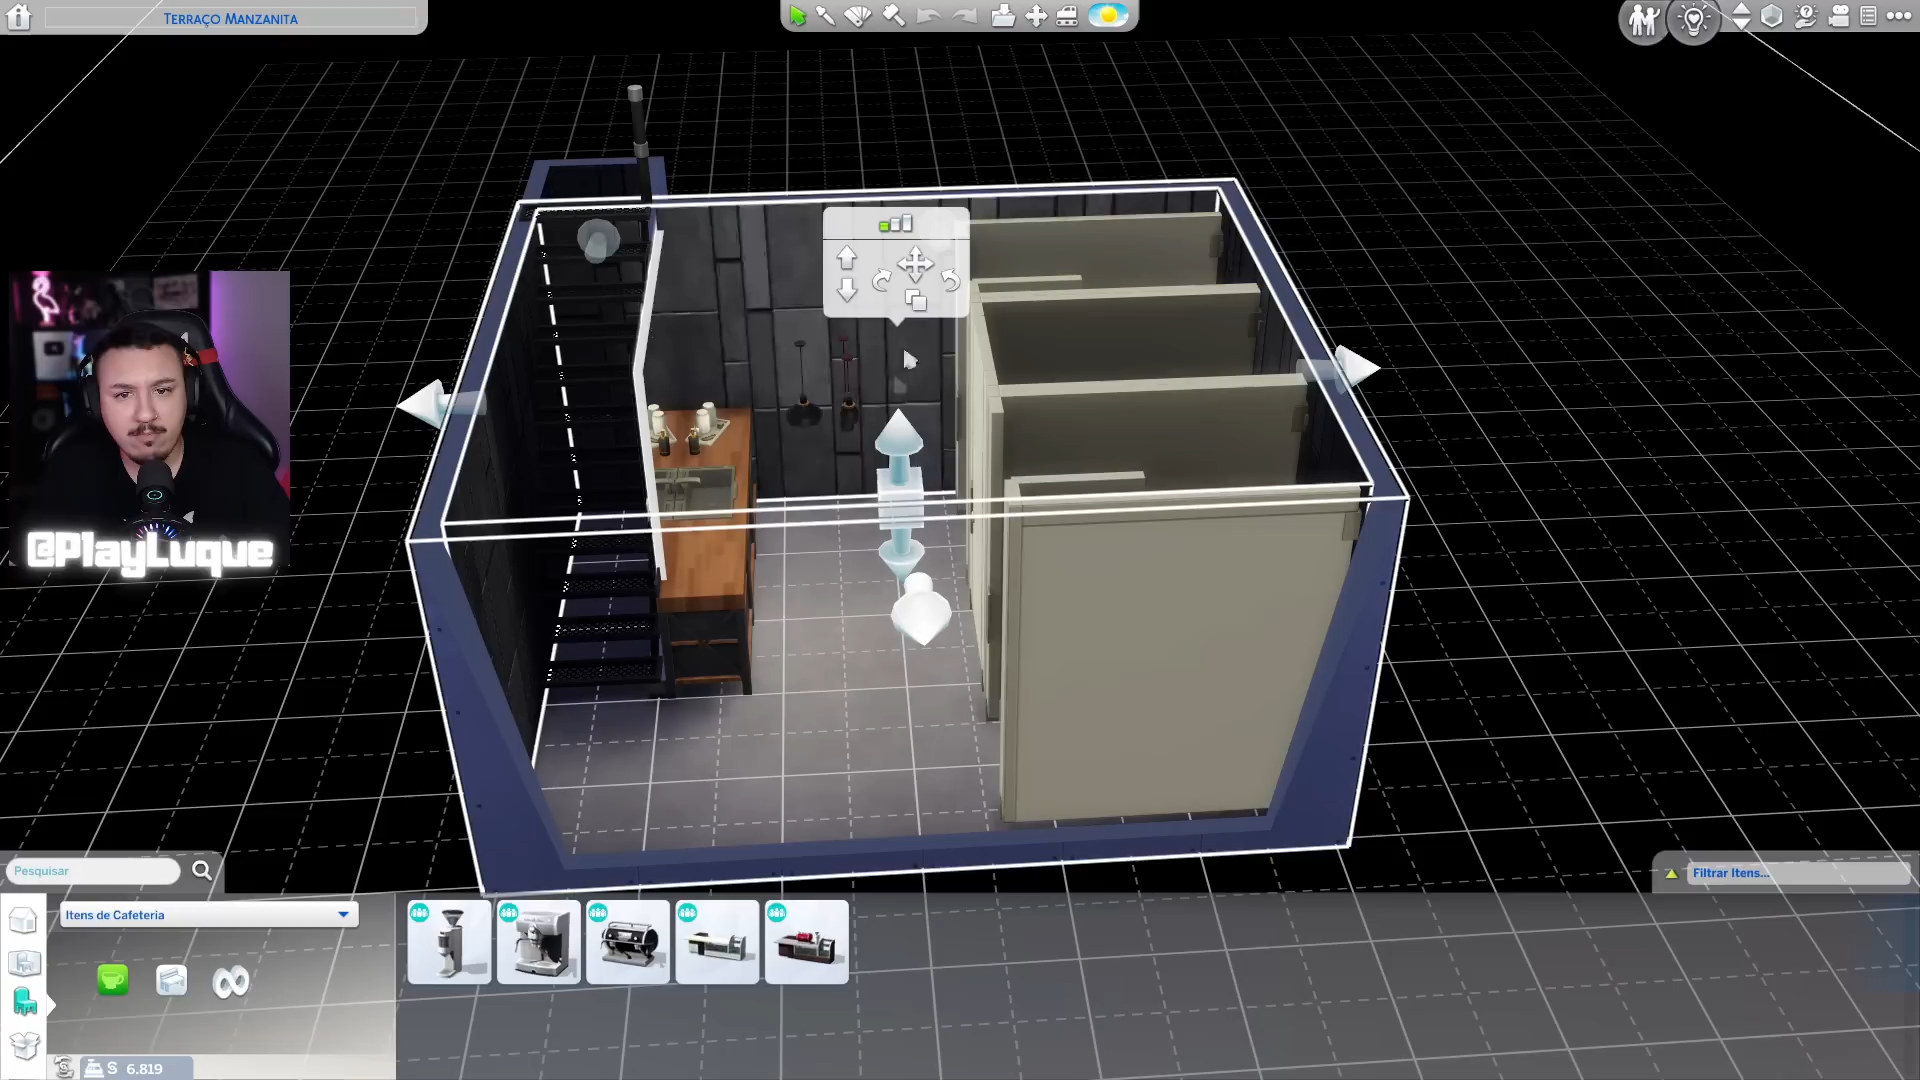 Terraço Manzanita
@PlayLuque
Pesquisar
Filtrar Itens...
Itens de Cafeteria
S 6.819